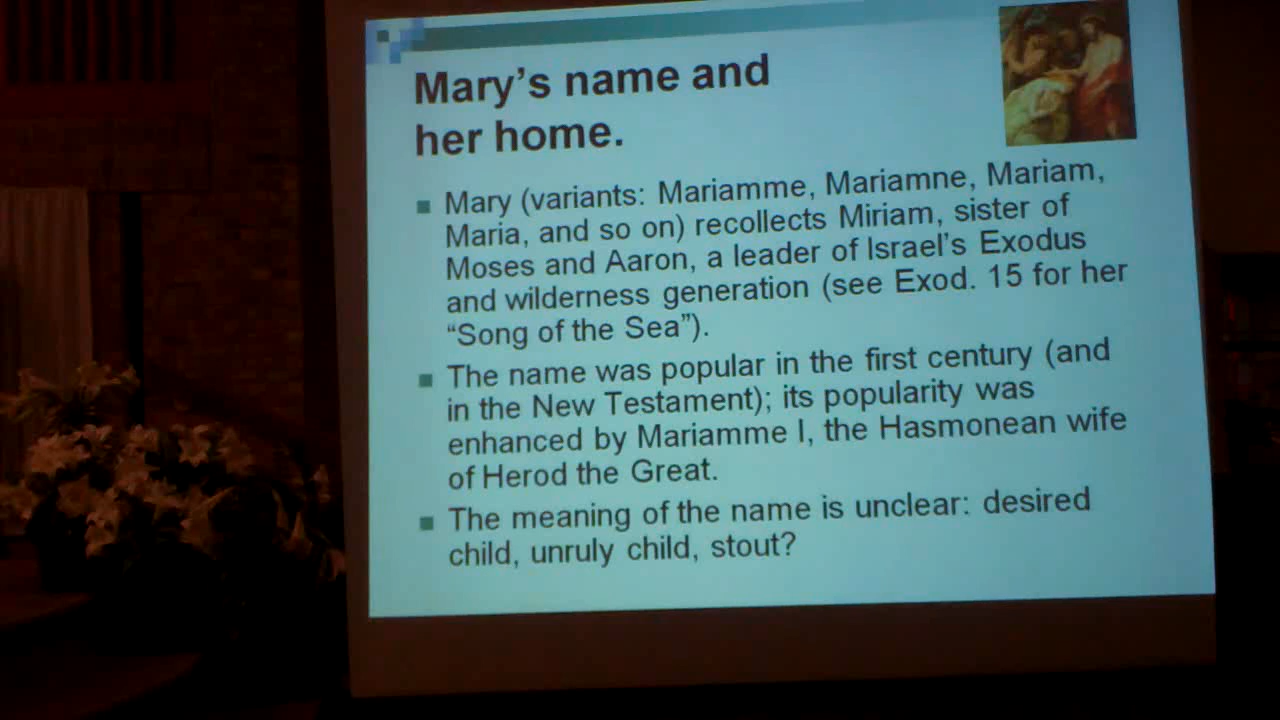 Mary’s name and
her home.
Mary (variants: Mariamme, Mariamne, Mariam,
Maria, and so on) recollects Miriam, sister of
Moses and Aaron, a leader of Israel’s Exodus
and wilderness generation (see Exod. 15 for her
“Song of the Sea”).
The name was popular in the first century (and
in the New Testament); its popularity was
enhanced by Mariamme I, the Hasmonean wife
of Herod the Great.
The meaning of the name is unclear: desired
child, unruly child, stout?